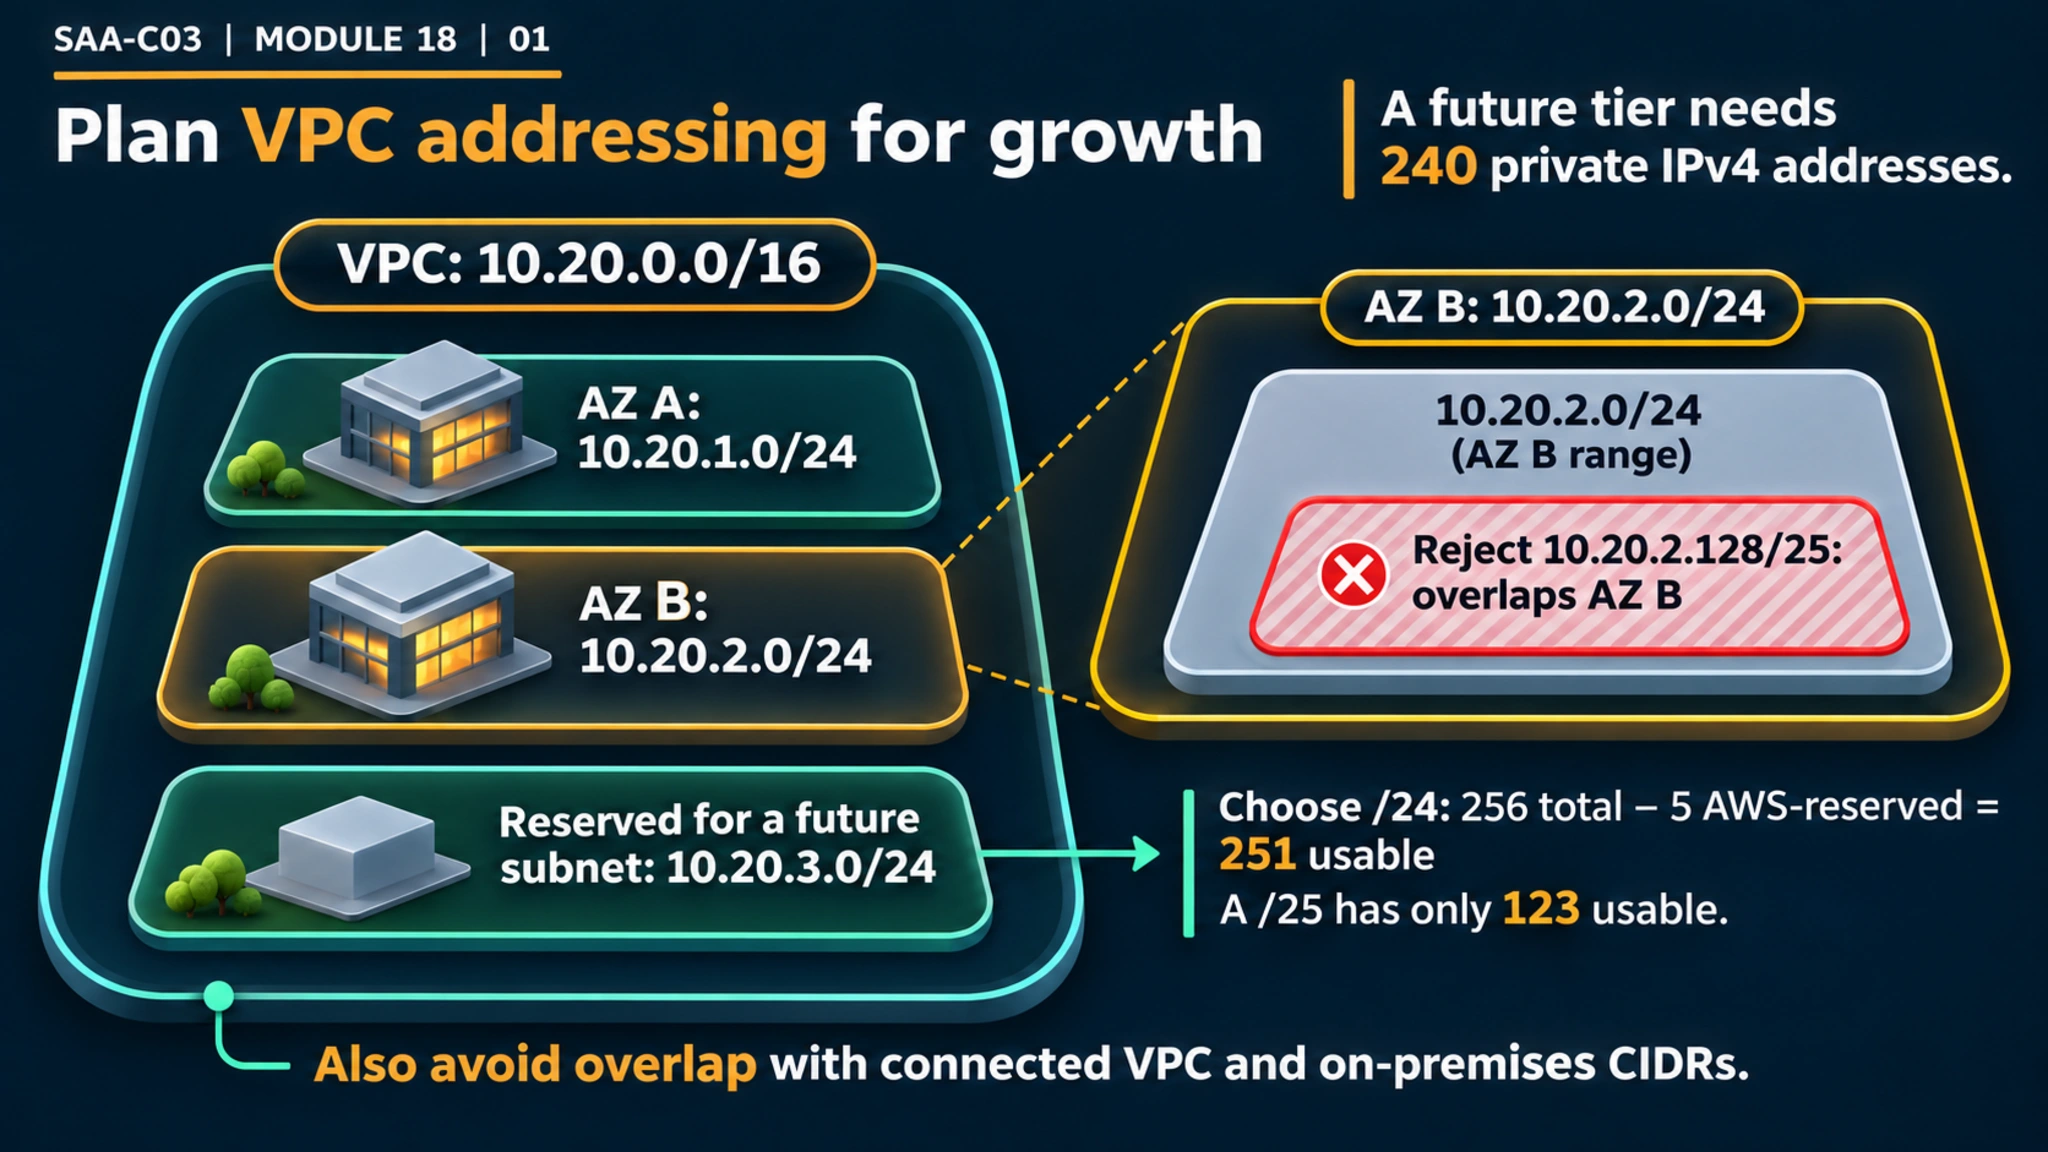 SAA-C03 | MODULE 18 | 01
Plan VPC addressing for growth
A future tier needs
240 private IPv4 addresses.
VPC: 10.20.0.0/16
AZ A:
10.20.1.0/24
AZ B:
10.20.2.0/24
Reserved for a future
subnet: 10.20.3.0/24
AZ B: 10.20.2.0/24
10.20.2.0/24
(AZ B range)
Reject 10.20.2.128/25:
overlaps AZ B
Choose /24: 256 total – 5 AWS-reserved =
251 usable
A /25 has only 123 usable.
Also avoid overlap with connected VPC and on-premises CIDRs.